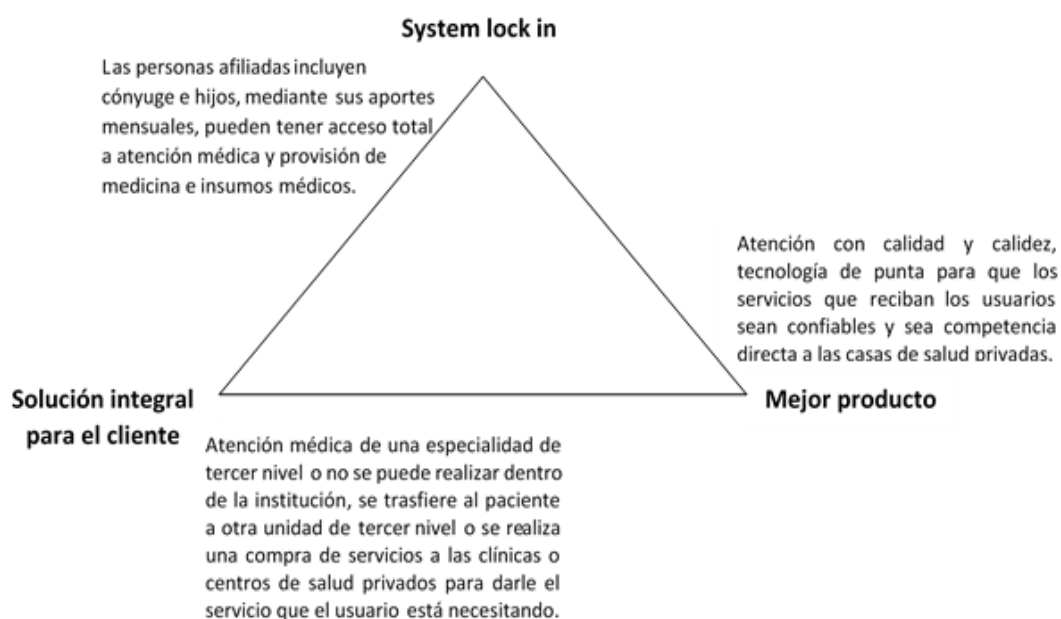 System lock in
Las personas afiliadas incluyen
cónyuge e hijos, mediante sus aportes
mensuales, pueden tener acceso total
a atención médica y provisión de
medicina e insumos médicos.
Atención con calidad y calidez,
tecnología de punta para que los
servicios que reciban los usuarios
sean confiables y sea competencia
directa a las casas de salud privadas.
Solución integral
para el cliente
Mejor producto
Atención médica de una especialidad de
tercer nivel o no se puede realizar dentro
de la institución, se trasfiere al paciente
a otra unidad de tercer nivel o se realiza
una compra de servicios a las clínicas o
centros de salud privados para darle el
servicio que el usuario está necesitando.